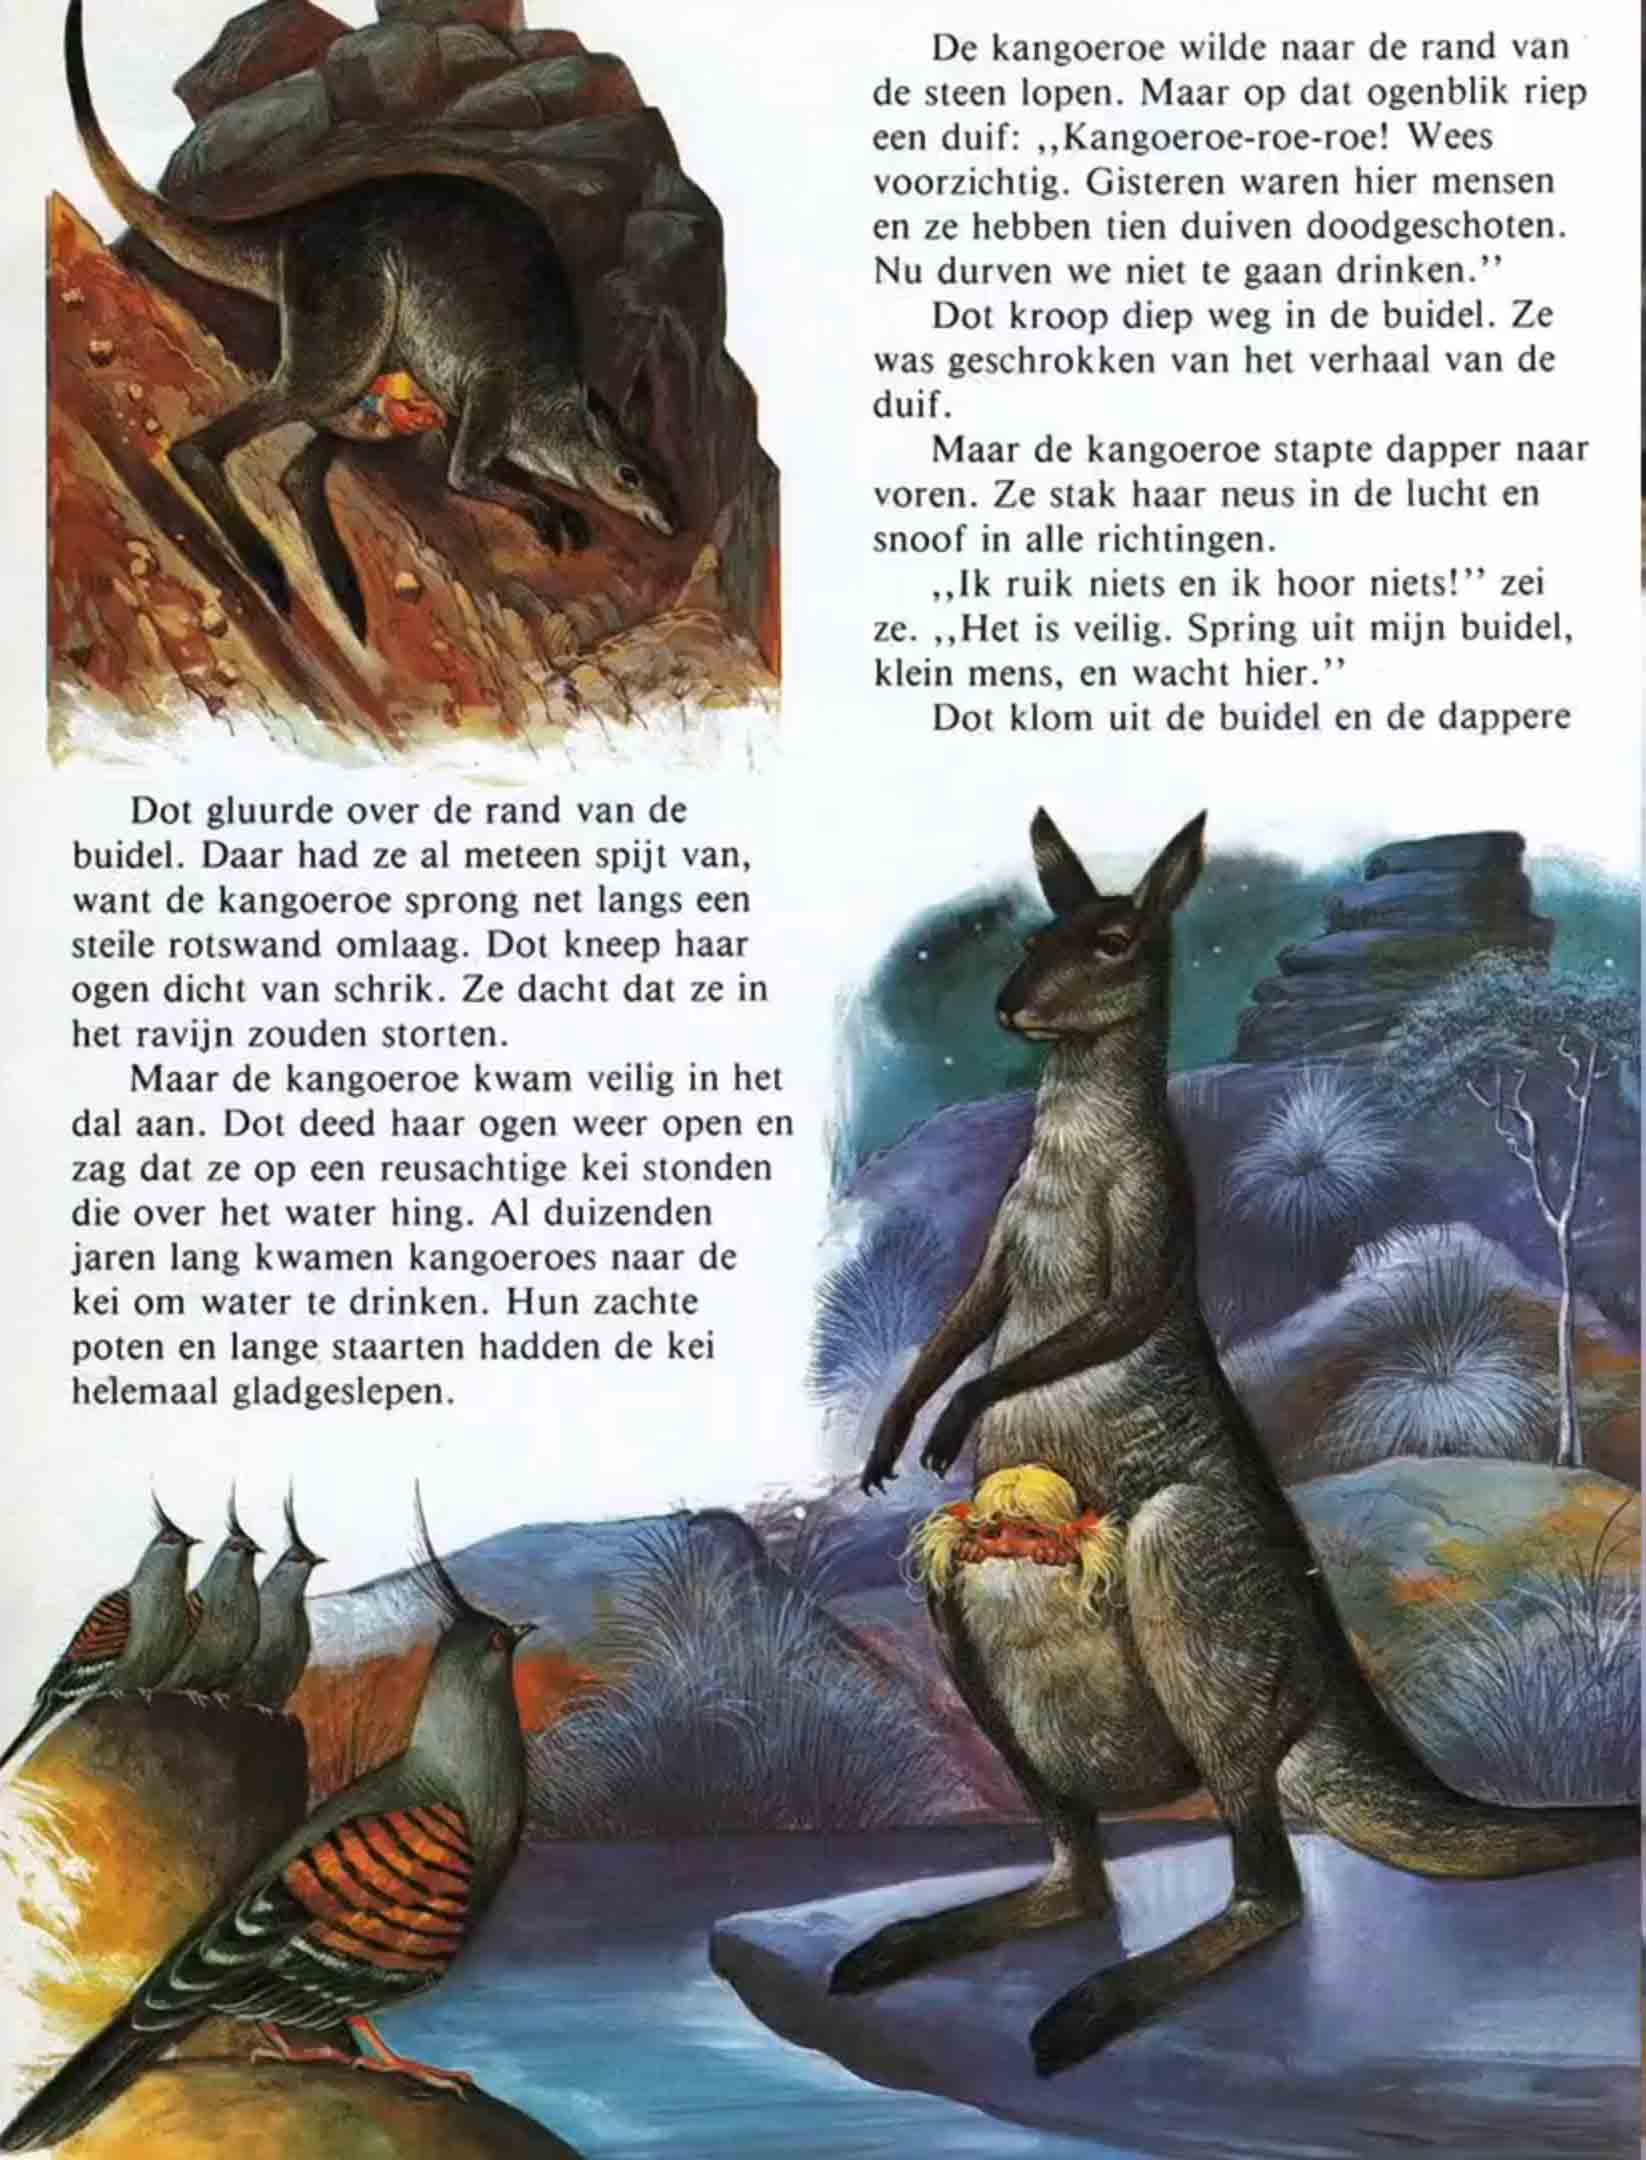 Dot gluurde over de rand van de
buidel. Daar had ze al meteen spijt van,
want de kangoeroe sprong net langs een
steile rotswand omlaag. Dot kneep haar
ogen dicht van schrik. Ze dacht dat ze in
het ravijn zouden storten.
Maar de kangoeroe kwam veilig in het
dal aan. Dot deed haar ogen weer open en
zag dat ze op een reusachtige kei stonden
die over het water hing. Al duizenden
jaren lang kwamen kangoeroes naar de
kei om water te drinken. Hun zachte
poten en lange staarten hadden de kei
helemaal gladgeslepen.
De kangoeroe wilde naar de rand van
de steen lopen. Maar op dat ogenblik riep
een duif: ,,Kangoeroe-roe-roe! Wees
voorzichtig. Gisteren waren hier mensen
en ze hebben tien duiven doodgeschoten.
Nu durven we niet te gaan drinken.’’
Dot kroop diep weg in de buidel. Ze
was geschrokken van het verhaal van de
duif.
Maar de kangoeroe stapte dapper naar
voren. Ze stak haar neus in de lucht en
snoof in alle richtingen.
,,Ik ruik niets en ik hoor niets!’’ zei
ze. ,,Het is veilig. Spring uit mijn buidel,
klein mens, en wacht hier.’’
Dot klom uit de buidel en de dappere